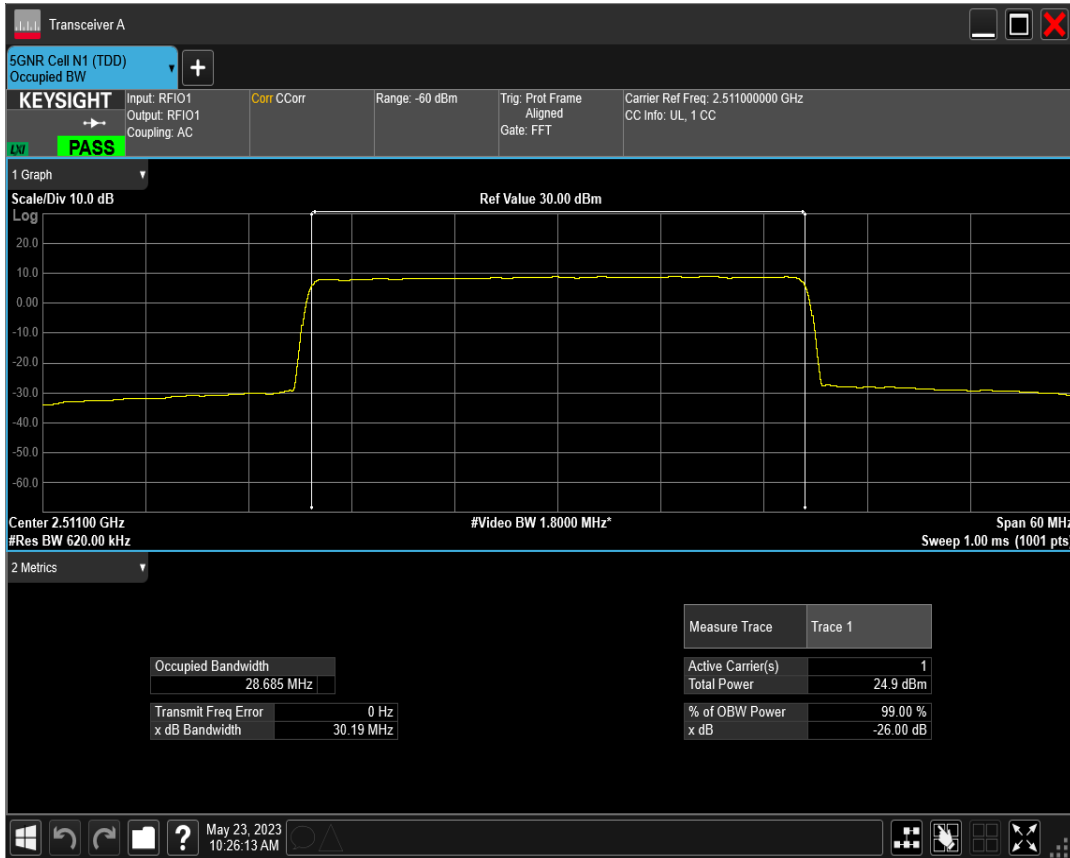 Transceiver A
5GNR Cell N1 (TDD)
Occupied BW
+
KEYSIGHT
LXI
PASS
Input: RFIO1
Output: RFIO1
Coupling: AC
Corr CCorr
Range: -60 dBm
Trig: Prot Frame
Aligned
Gate: FFT
Carrier Ref Freq: 2.511000000 GHz
CC Info: UL, 1 CC
1 Graph
Scale/Div 10.0 dB
Ref Value 30.00 dBm
Log
20.0
10.0
0.00
-10.0
-20.0
-30.0
-40.0
-50.0
-60.0
Center 2.51100 GHz
#Video BW 1.8000 MHz*
Span 60 MHz
#Res BW 620.00 kHz
Sweep 1.00 ms (1001 pts)
2 Metrics
Measure Trace Trace 1
Occupied Bandwidth
28.685 MHz
Active Carrier(s) 1
Total Power 24.9 dBm
Transmit Freq Error 0 Hz
x dB Bandwidth 30.19 MHz
% of OBW Power 99.00 %
x dB -26.00 dB
?
May 23, 2023
10:26:13 AM